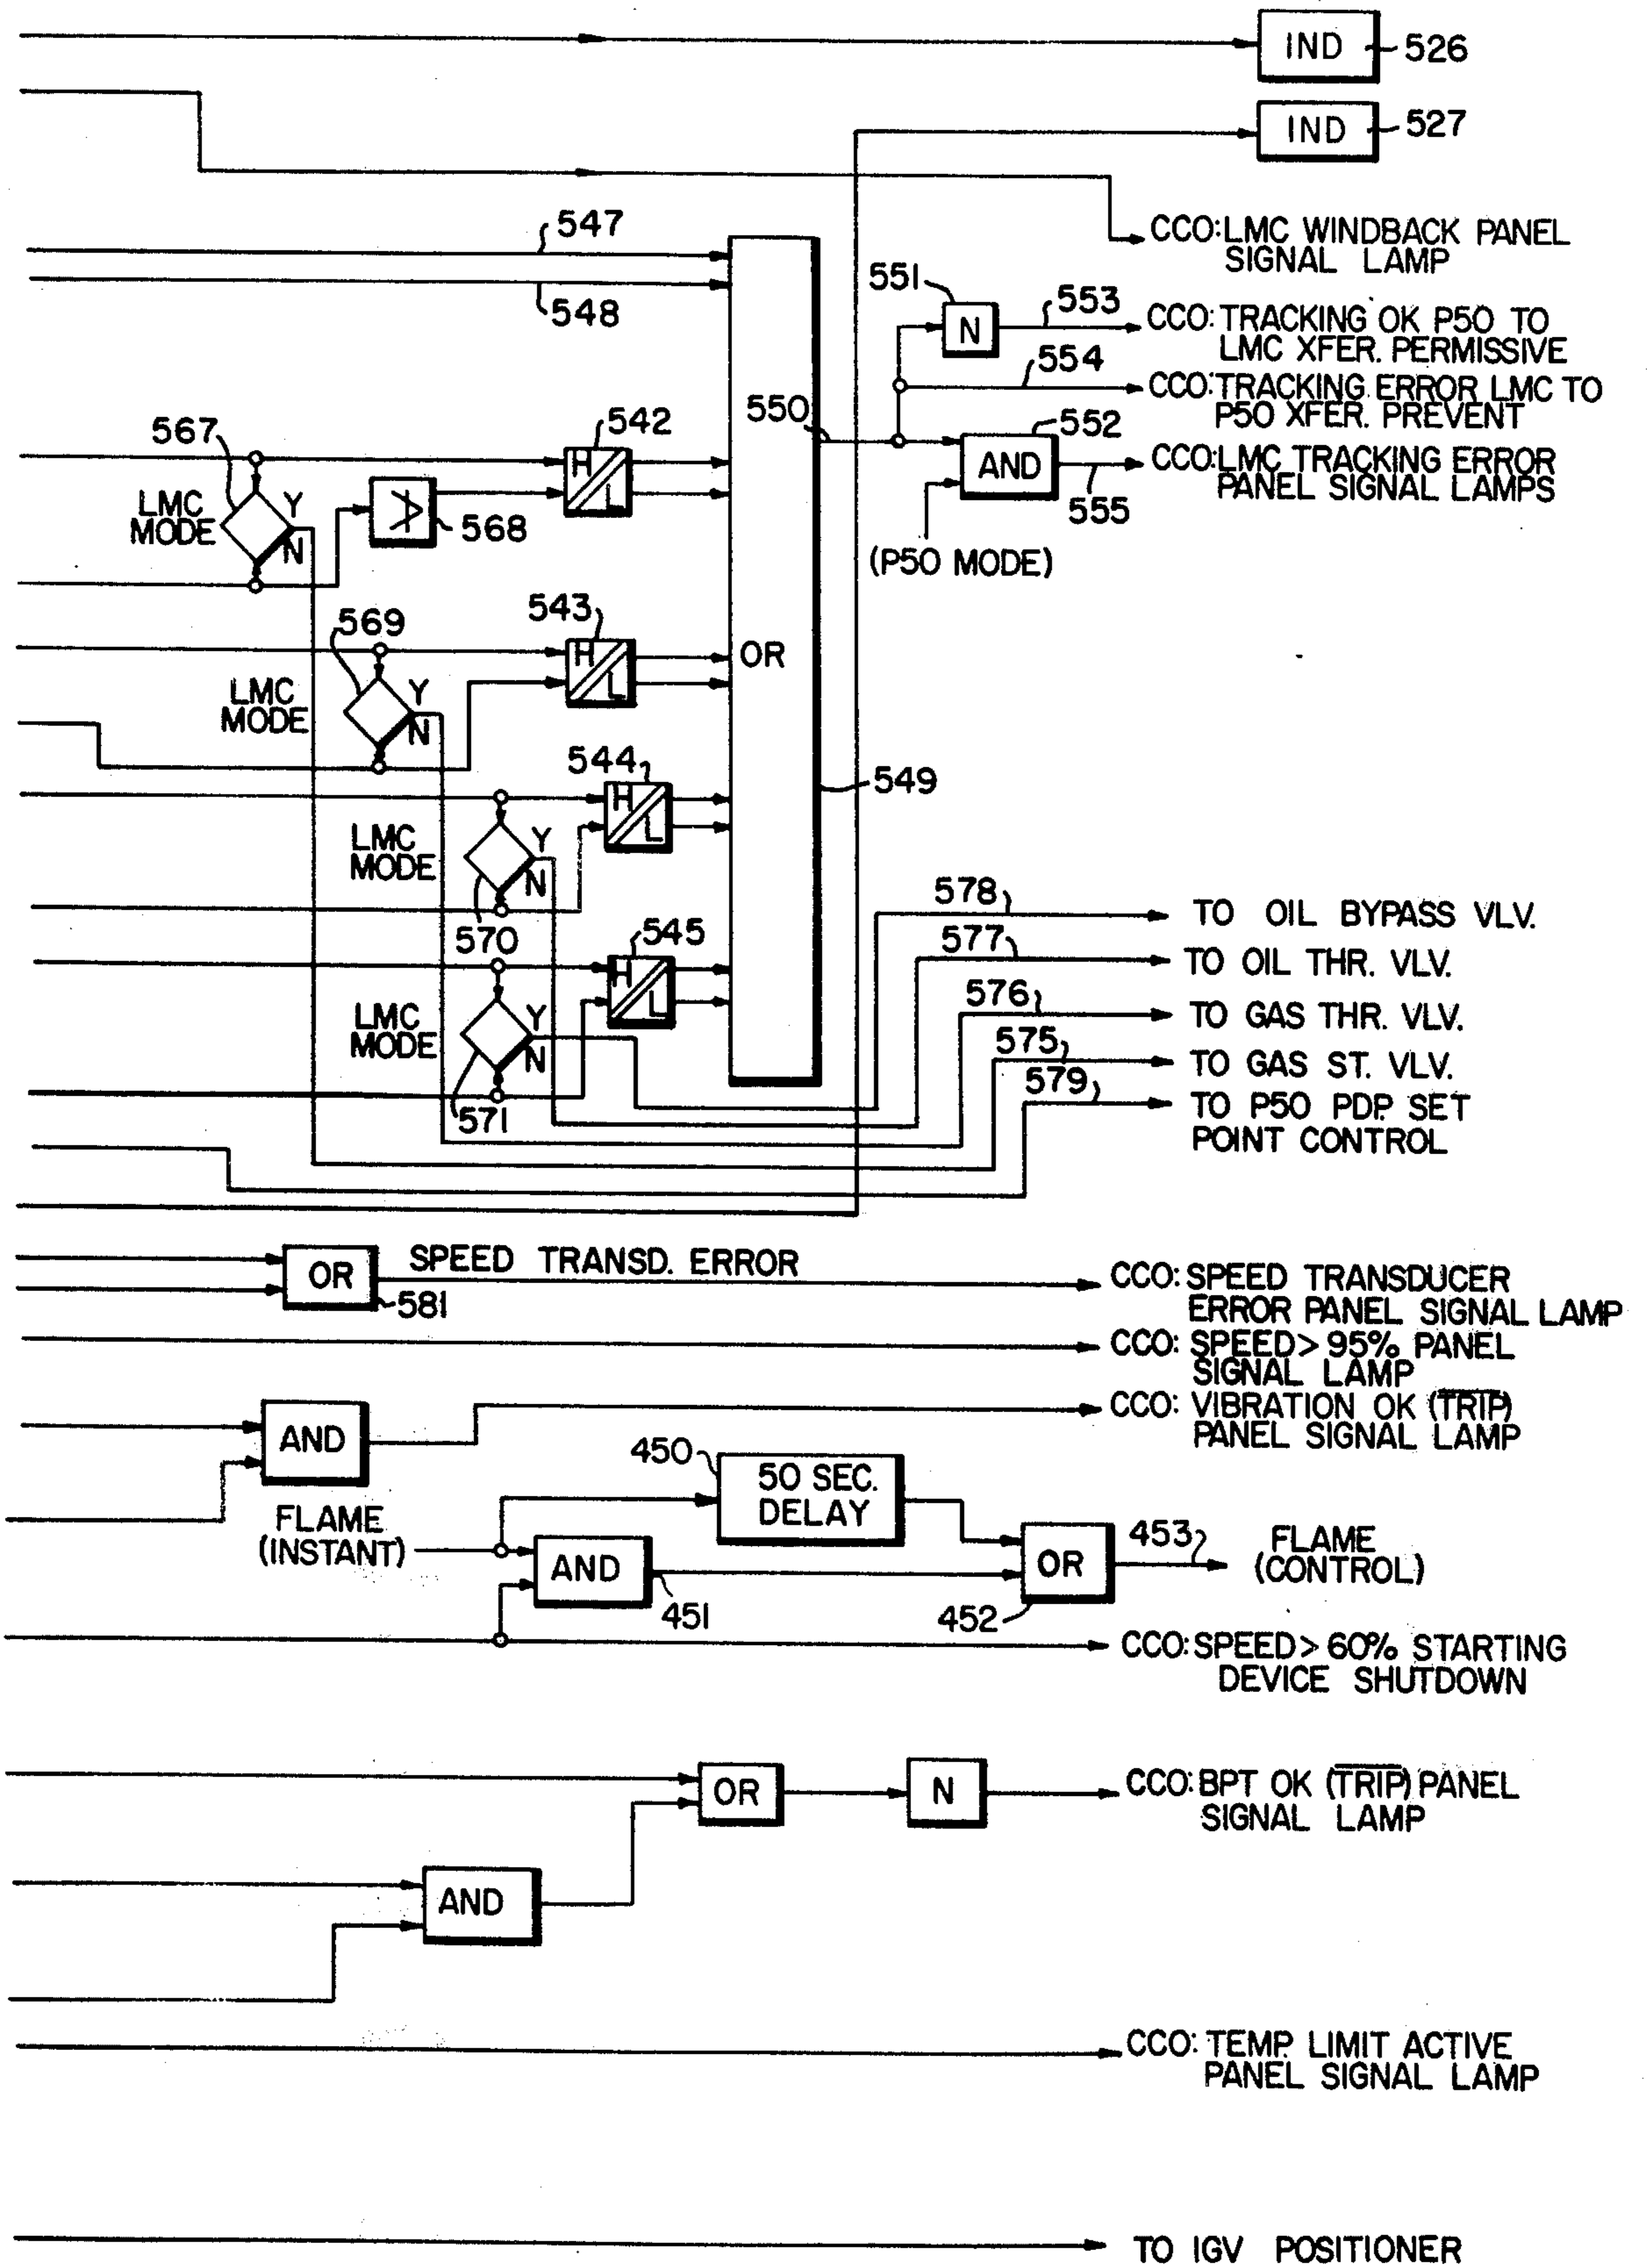 IND 526
IND 527
CCO: LMC WINDBACK PANEL
SIGNAL LAMP
547
548
551
N
553
CCO: TRACKING OK P50 TO
LMC XFER. PERMISSIVE
554
CCO: TRACKING ERROR LMC TO
P50 XFER. PREVENT
550
552
AND
CCO: LMC TRACKING ERROR
PANEL SIGNAL LAMPS
555
(P50 MODE)
567
542
H
L
LMC
MODE
Y
N
568
569
543
H
L
OR
LMC
MODE
Y
N
544
H
L
549
LMC
MODE
Y
N
570
545
H
L
LMC
MODE
Y
N
571
578
TO OIL BYPASS VLV.
577
TO OIL THR. VLV.
576
TO GAS THR. VLV.
575
TO GAS ST. VLV.
579
TO P50 PDP. SET
POINT CONTROL
OR
581
SPEED TRANSD. ERROR
CCO: SPEED TRANSDUCER
ERROR PANEL SIGNAL LAMP
CCO: SPEED > 95% PANEL
SIGNAL LAMP
AND
CCO: VIBRATION OK (T̅R̅I̅P̅)
PANEL SIGNAL LAMP
450
50 SEC.
DELAY
FLAME
(INSTANT)
AND
451
OR
452
453
FLAME
(CONTROL)
CCO: SPEED > 60% STARTING
DEVICE SHUTDOWN
OR
N
CCO: BPT OK (T̅R̅I̅P̅) PANEL
SIGNAL LAMP
AND
CCO: TEMP. LIMIT ACTIVE
PANEL SIGNAL LAMP
TO IGV POSITIONER